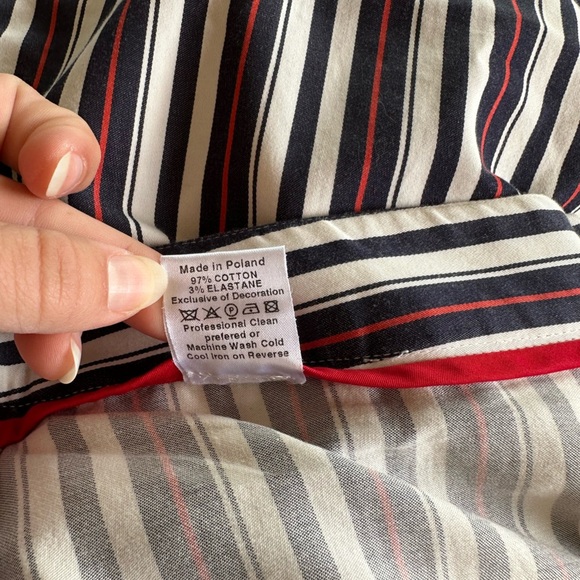 Made in Poland
97% COTTON
3% ELASTANE
Exclusive of Decoration
P
Professional Clean
prefered or
Machine Wash Cold
Cool Iron on Reverse